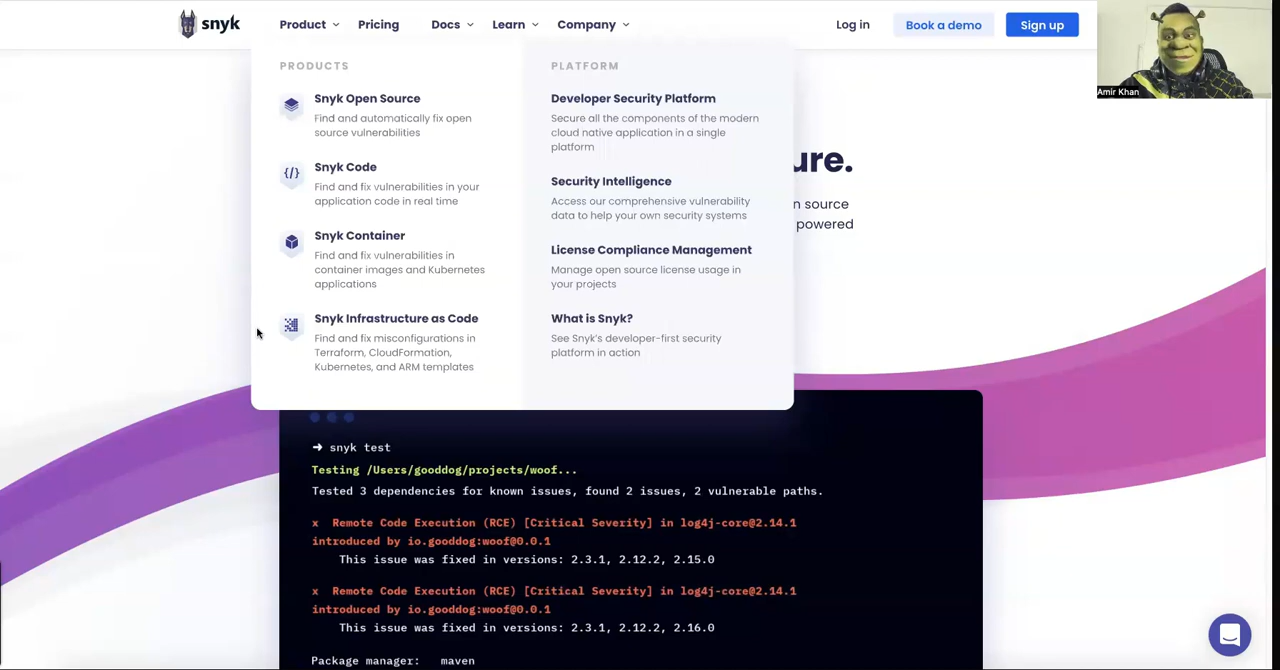 snyk
Product
Pricing
Docs
Learn
Company
Log in
Book a demo
Sign up
Amir Khan
PRODUCTS
Snyk Open Source
Find and automatically fix open
source vulnerabilities
Snyk Code
Find and fix vulnerabilities in your
application code in real time
Snyk Container
Find and fix vulnerabilities in
container images and Kubernetes
applications
Snyk Infrastructure as Code
Find and fix misconfigurations in
Terraform, CloudFormation,
Kubernetes, and ARM templates
PLATFORM
Developer Security Platform
Secure all the components of the modern
cloud native application in a single
platform
Security Intelligence
Access our comprehensive vulnerability
data to help your own security systems
License Compliance Management
Manage open source license usage in
your projects
What is Snyk?
See Snyk's developer-first security
platform in action
ure.
n source
powered
➜ snyk test
Testing /Users/gooddog/projects/woof...
Tested 3 dependencies for known issues, found 2 issues, 2 vulnerable paths.
x Remote Code Execution (RCE) [Critical Severity] in log4j-core@2.14.1
introduced by io.gooddog:woof@0.0.1
This issue was fixed in versions: 2.3.1, 2.12.2, 2.15.0
x Remote Code Execution (RCE) [Critical Severity] in log4j-core@2.14.1
introduced by io.gooddog:woof@0.0.1
This issue was fixed in versions: 2.3.1, 2.12.2, 2.16.0
Package manager: maven